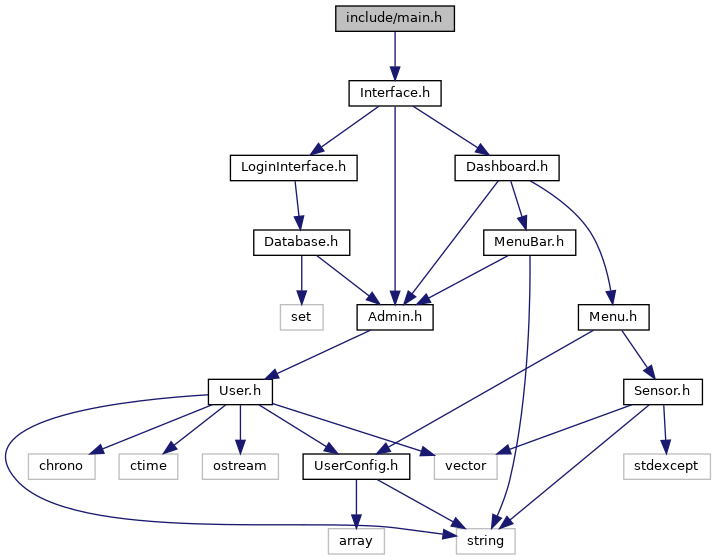 include/main.h
Interface.h
LoginInterface.h
Dashboard.h
Database.h
MenuBar.h
set
Admin.h
Menu.h
User.h
Sensor.h
chrono
ctime
ostream
UserConfig.h
vector
stdexcept
array
string